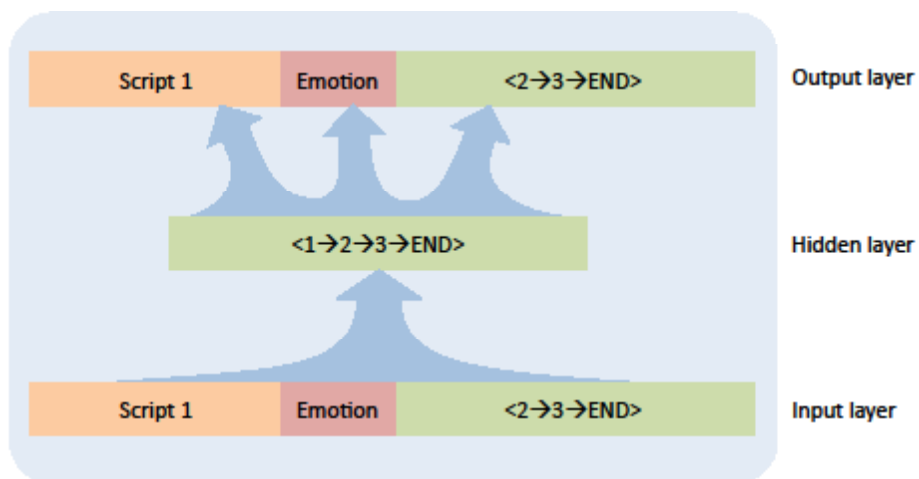 Script 1 Emotion <2→3→END> Output layer
<1→2→3→END> Hidden layer
Script 1 Emotion <2→3→END> Input layer